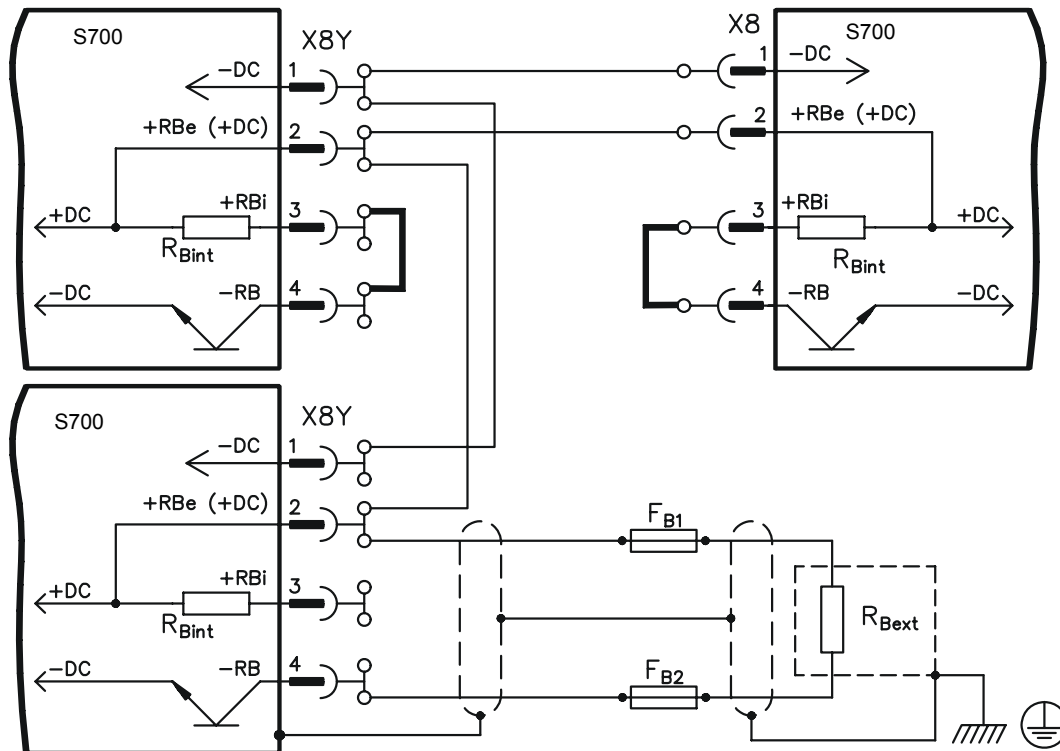 S700
X8Y
1
-DC
+RBe (+DC)
2
+DC
+RBi
3
RBint
-DC
-RB
4
X8
S700
1
-DC
2
+RBe (+DC)
3
+RBi
+DC
RBint
4
-RB
-DC
S700
X8Y
1
-DC
+RBe (+DC)
2
+DC
+RBi
3
RBint
-DC
-RB
4
FB1
RBext
FB2